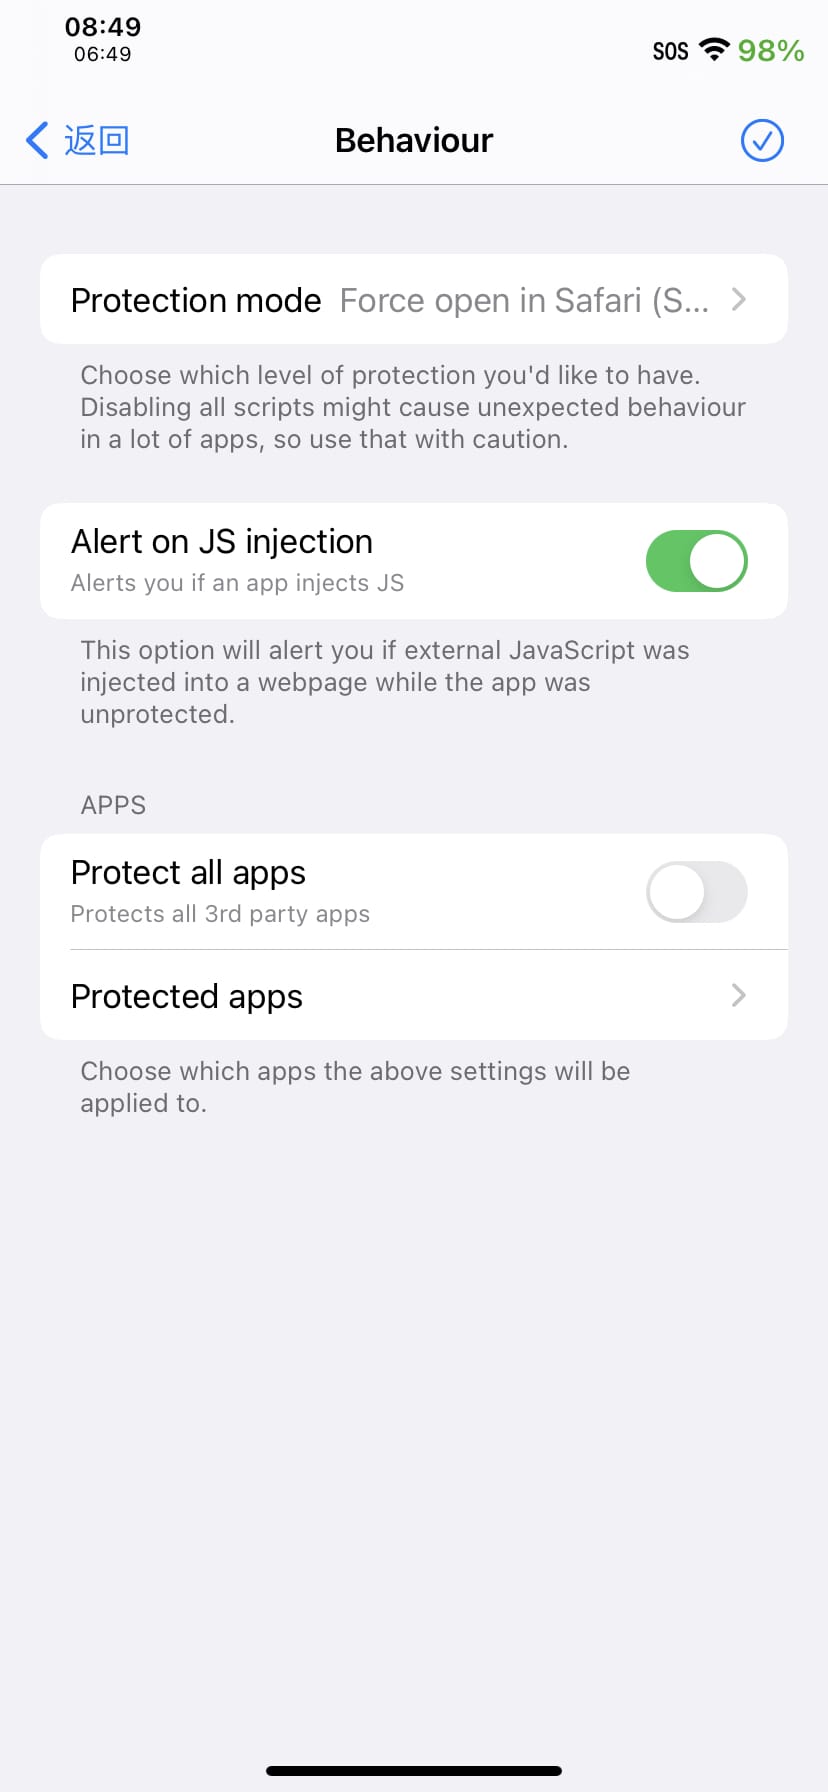 08:49
06:49
SOS 98%
返回 Behaviour
Protection mode Force open in Safari (S...
Choose which level of protection you'd like to have.
Disabling all scripts might cause unexpected behaviour
in a lot of apps, so use that with caution.
Alert on JS injection
Alerts you if an app injects JS
This option will alert you if external JavaScript was
injected into a webpage while the app was
unprotected.
APPS
Protect all apps
Protects all 3rd party apps
Protected apps
Choose which apps the above settings will be
applied to.